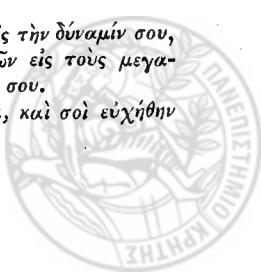 ς τὴν δύναμίν σου,
ῶν εἰς τοὺς μεγα-
σου.
, καὶ σοὶ εὐχήθην
ΠΑΝΕΠΙΣΤΗΜΙΟ ΚΡΗΤΗΣ